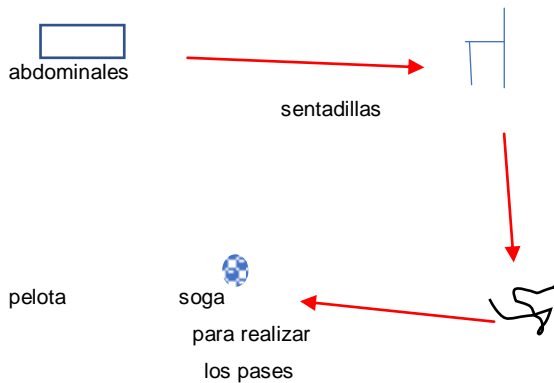 abdominales
sentadillas
pelota soga
para realizar
los pases